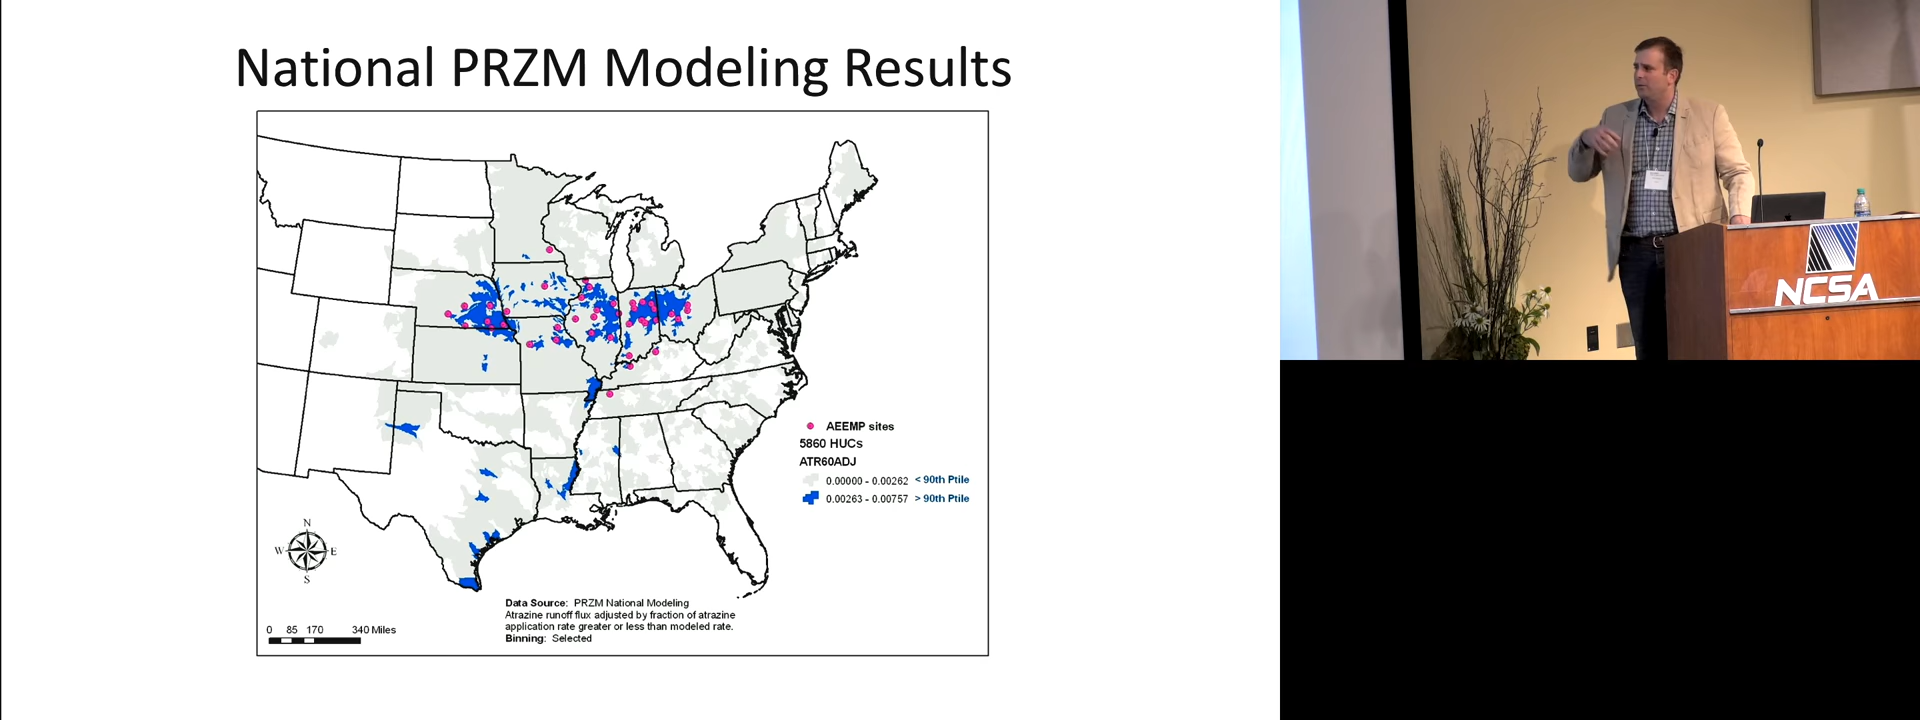 National PRZM Modeling Results
AEEMP sites
5860 HUCs
ATR60ADJ
0.00000 - 0.00262 < 90th Ptile
0.00263 - 0.00757 > 90th Ptile
N
W E
S
0 85 170 340 Miles
Data Source: PRZM National Modeling
Atrazine runoff flux adjusted by fraction of atrazine
application rate greater or less than modeled rate.
Binning: Selected
NCSA